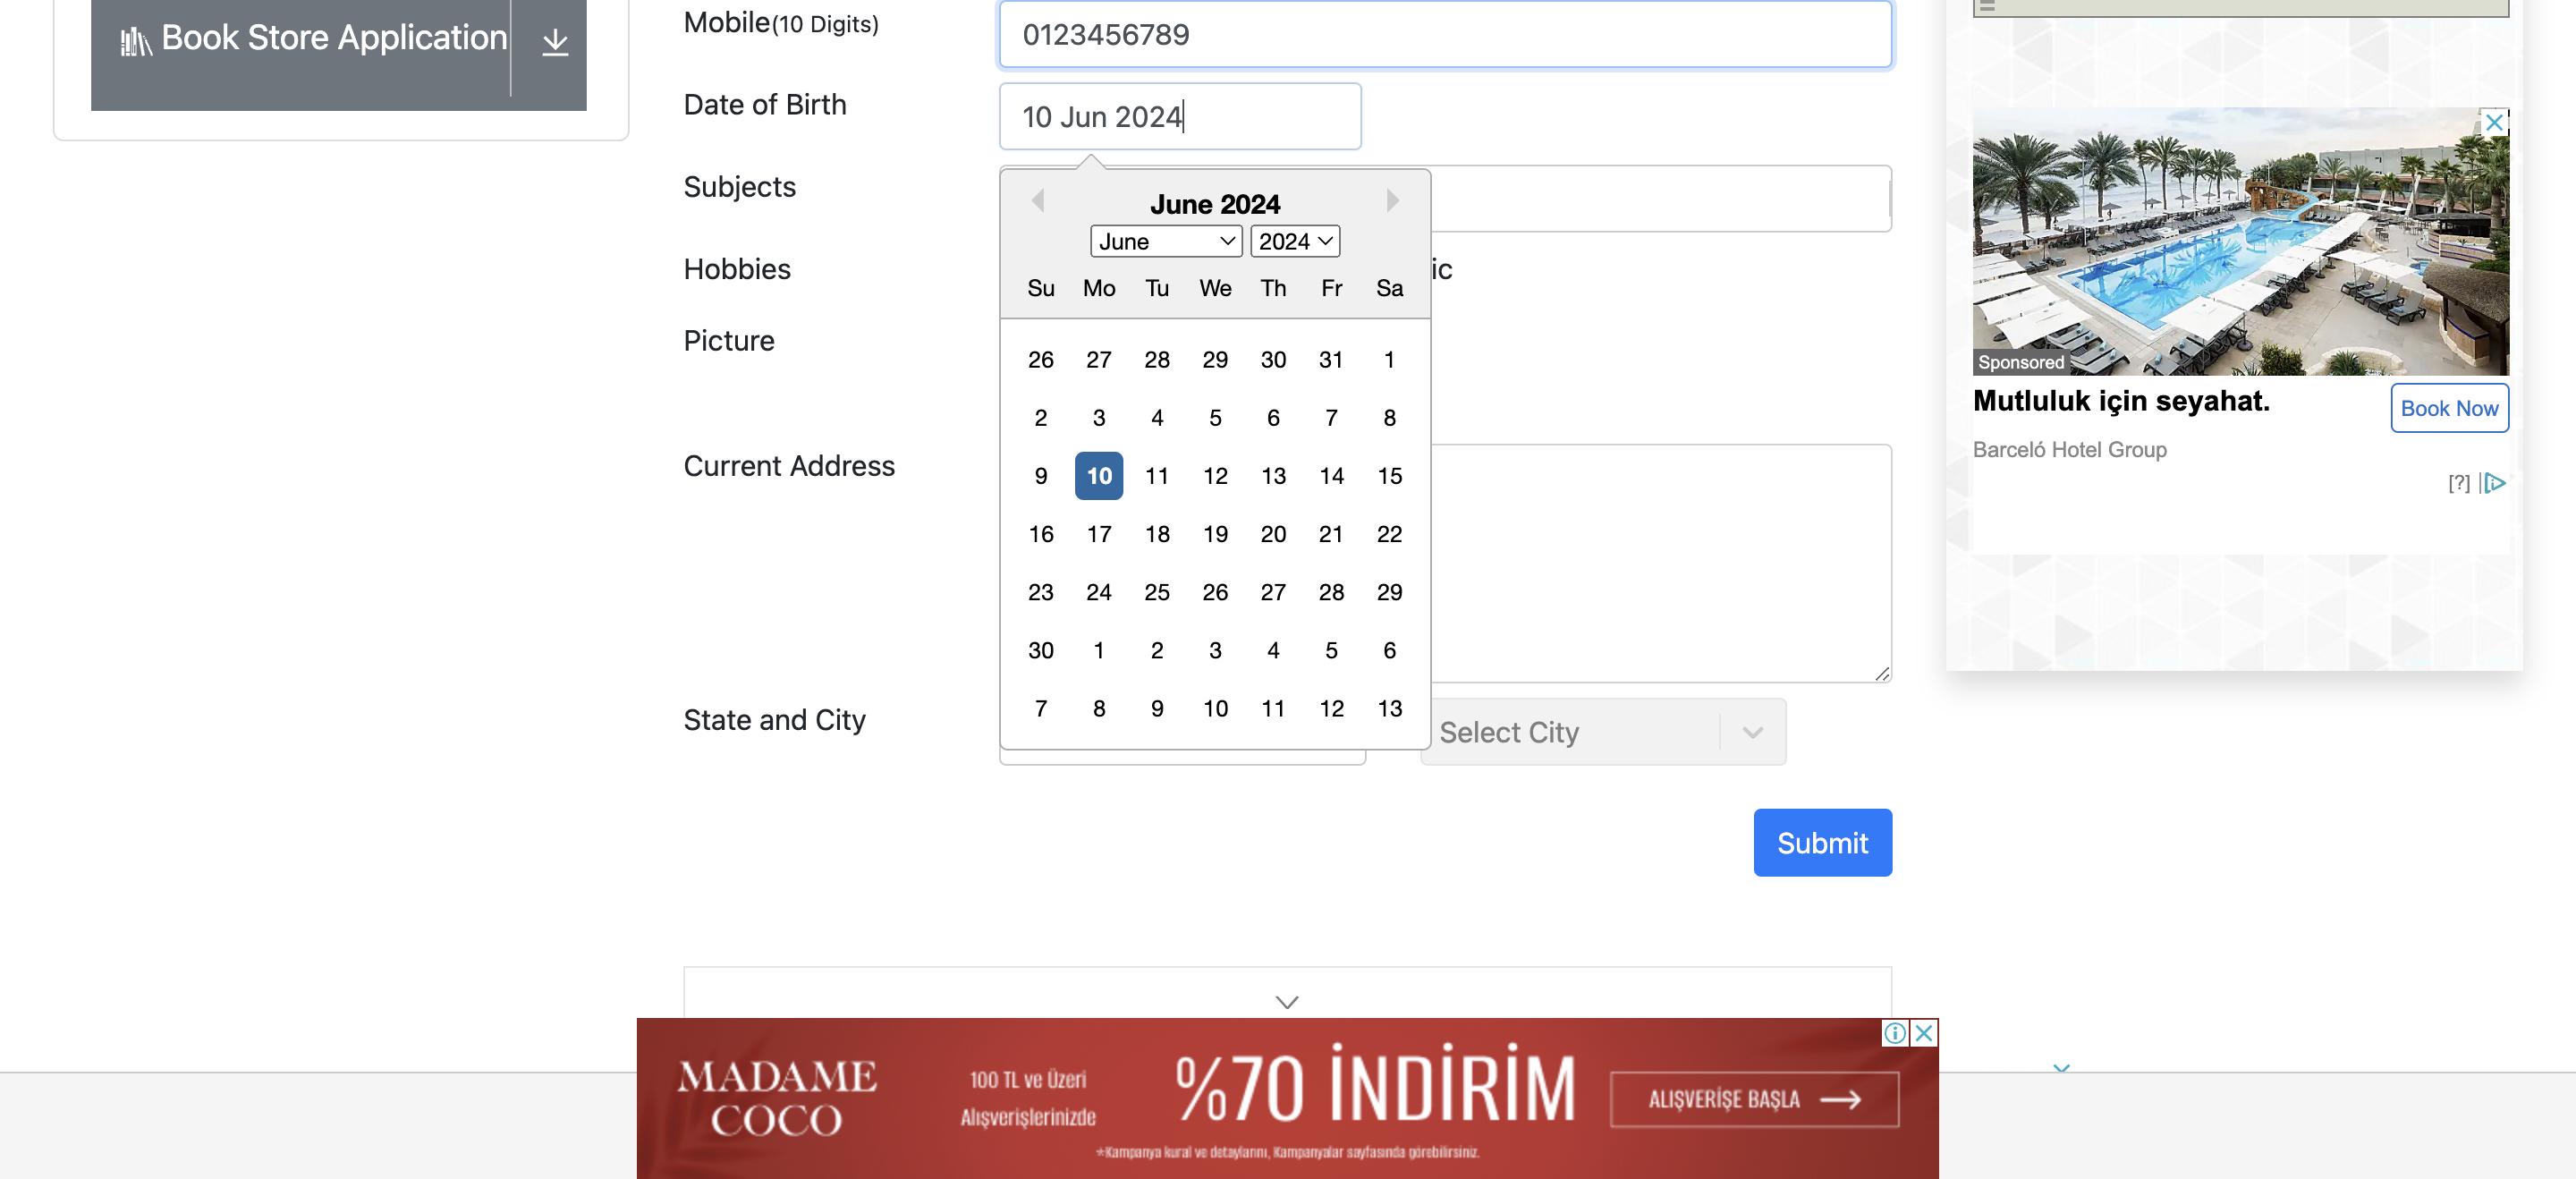 Book Store Application
Mobile(10 Digits)
0123456789
Date of Birth
10 Jun 2024
Subjects
June 2024
June
2024
Su Mo Tu We Th Fr Sa
26 27 28 29 30 31 1
2 3 4 5 6 7 8
9 10 11 12 13 14 15
16 17 18 19 20 21 22
23 24 25 26 27 28 29
30 1 2 3 4 5 6
7 8 9 10 11 12 13
Hobbies
ic
Picture
Current Address
State and City
Select City
Submit
Sponsored
Mutluluk için seyahat.
Book Now
Barceló Hotel Group
[?]
MADAME
COCO
100 TL ve Üzeri
Alışverişlerinizde
%70 İNDİRİM
ALIŞVERİŞE BAŞLA
*Kampanya kural ve detaylarını, Kampanyalar sayfasında görebilirsiniz.